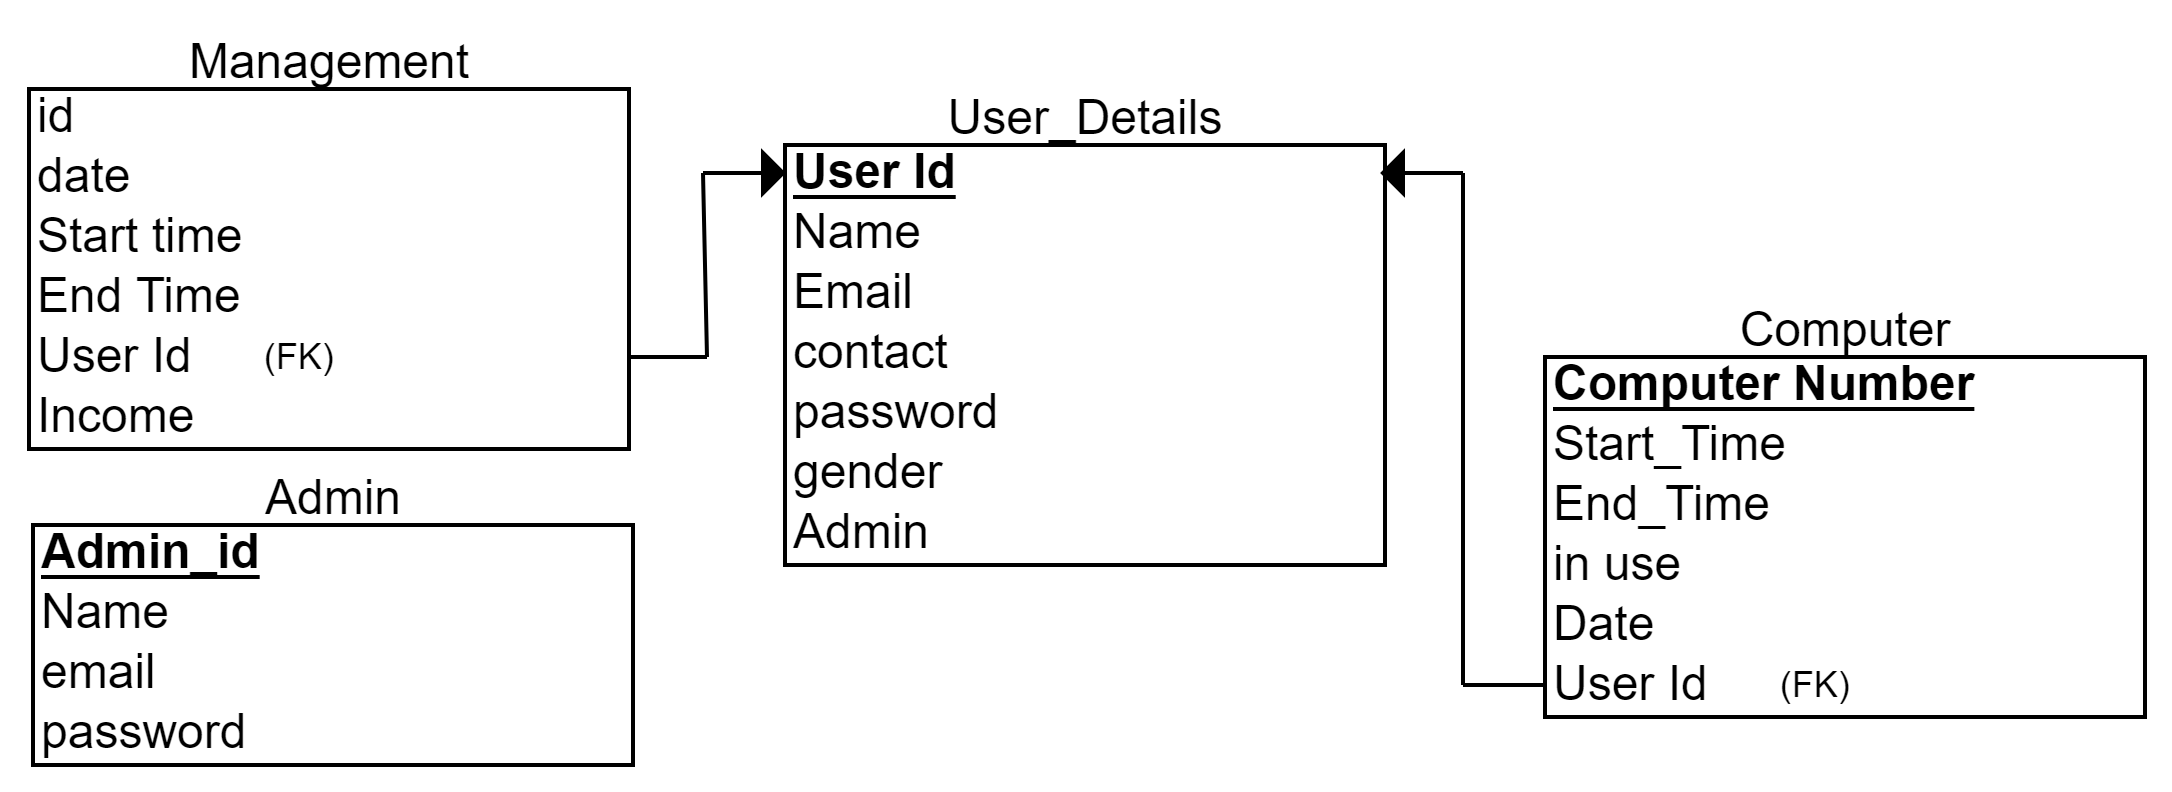 Management
id
date
Start time
End Time
User Id (FK)
Income
Admin
Admin_id
Name
email
password
User_Details
User Id
Name
Email
contact
password
gender
Admin
Computer
Computer Number
Start_Time
End_Time
in use
Date
User Id (FK)